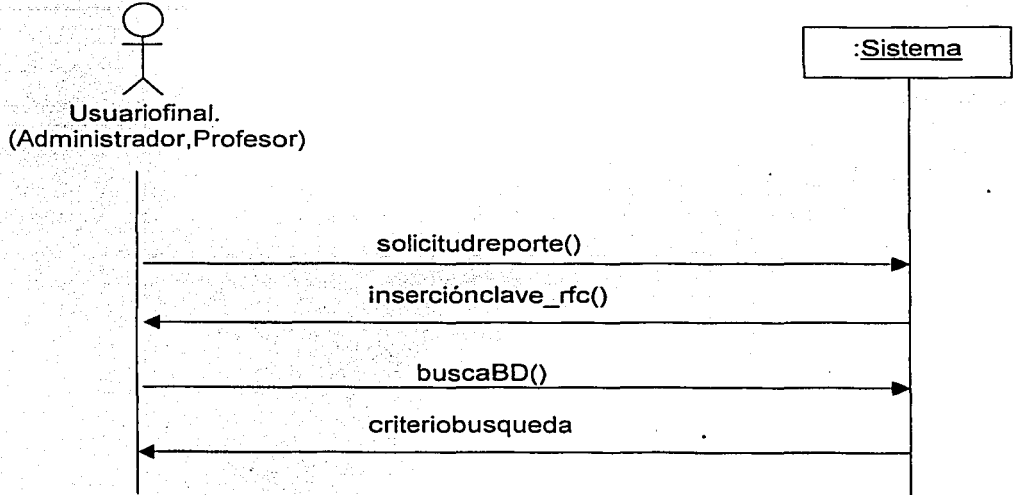 :Sistema
Usuariofinal.
(Administrador,Profesor)
solicitudreporte()
inserciónclave_rfc()
buscaBD()
criteriobusqueda